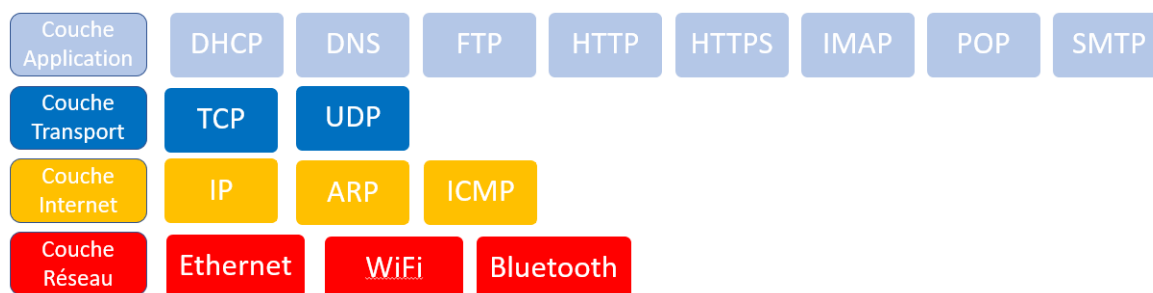 Couche
Application
DHCP
DNS
FTP
HTTP
HTTPS
IMAP
POP
SMTP
Couche
Transport
TCP
UDP
Couche
Internet
IP
ARP
ICMP
Couche
Réseau
Ethernet
WiFi
Bluetooth